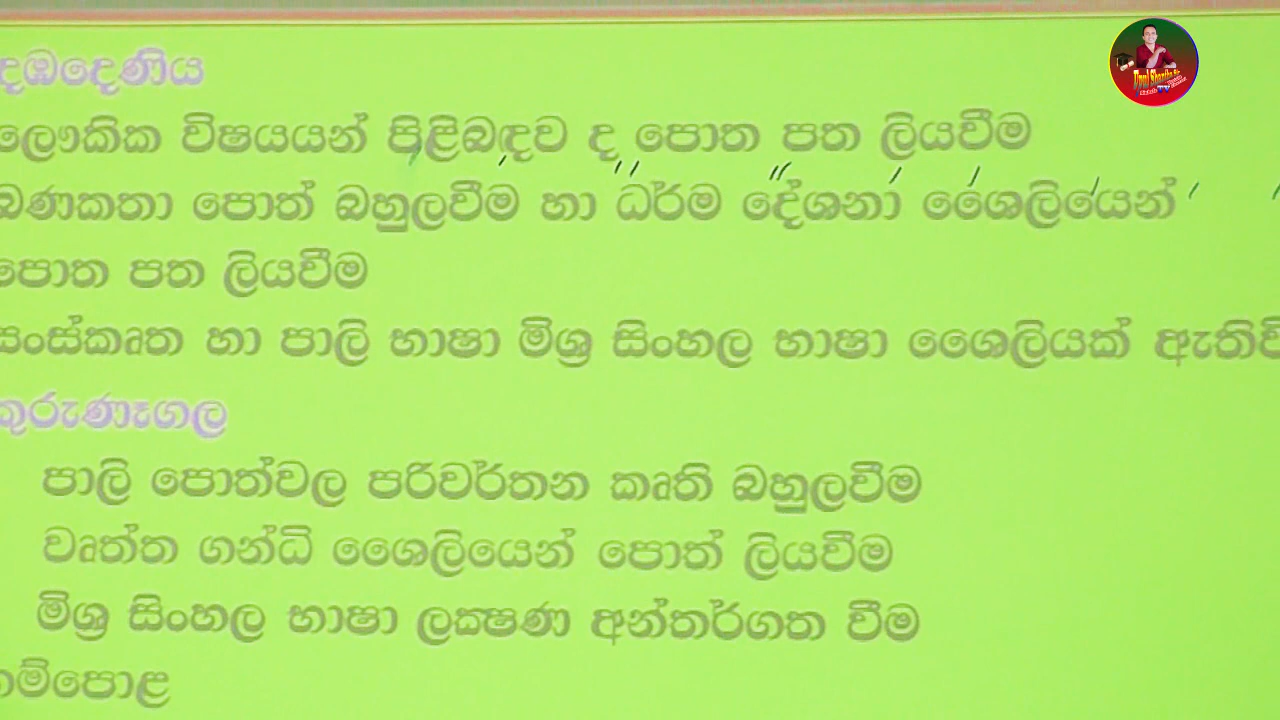 දඹදෙණිය
ලෞකික විෂයයන් පිළිබඳව ද පොත පත ලියවීම
බණකතා පොත් බහුලවීම හා ධර්ම දේශනා ශෛලියෙන්
පොත පත ලියවීම
සංස්කෘත හා පාලි භාෂා මිශ්‍ර සිංහල භාෂා ශෛලියක්
කුරුණෑගල
පාලි පොත්වල පරිවර්තන කෘති බහුලවීම
වෘත්ත ගන්ධි ශෛලියෙන් පොත් ලියවීම
මිශ්‍ර සිංහල භාෂා ලක්‍ෂණ අන්තර්ගත වීම
ගම්පොළ